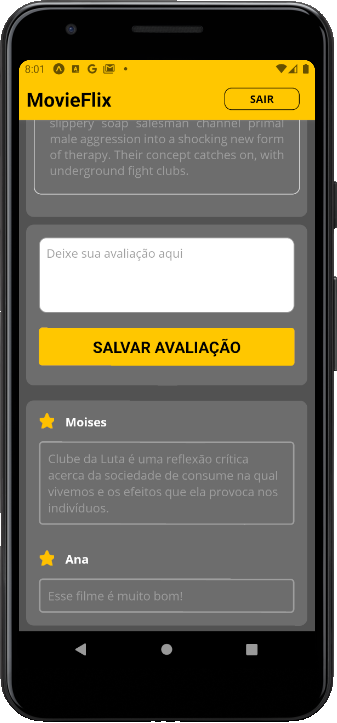 8:01
MovieFlix
SAIR
slippery soap salesman channel primal
male aggression into a shocking new form
of therapy. Their concept catches on, with
underground fight clubs.
Deixe sua avaliação aqui
SALVAR AVALIAÇÃO
Moises
Clube da Luta é uma reflexão crítica
acerca da sociedade de consume na qual
vivemos e os efeitos que ela provoca nos
indivíduos.
Ana
Esse filme é muito bom!